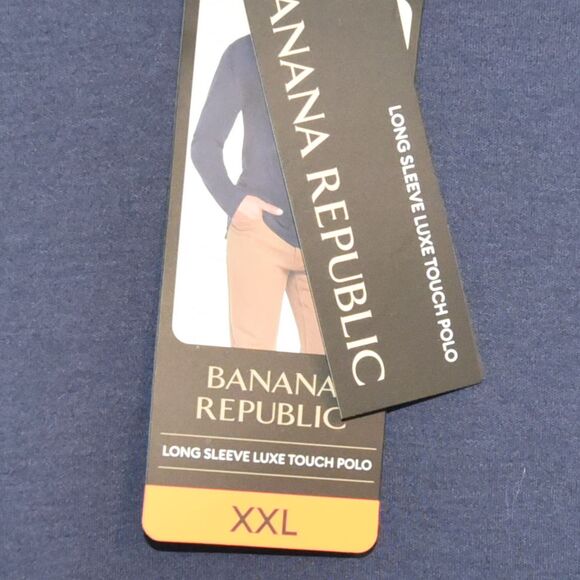 BANANA REPUBLIC
LONG SLEEVE LUXE TOUCH POLO
BANANA
REPUBLIC
LONG SLEEVE LUXE TOUCH POLO
XXL